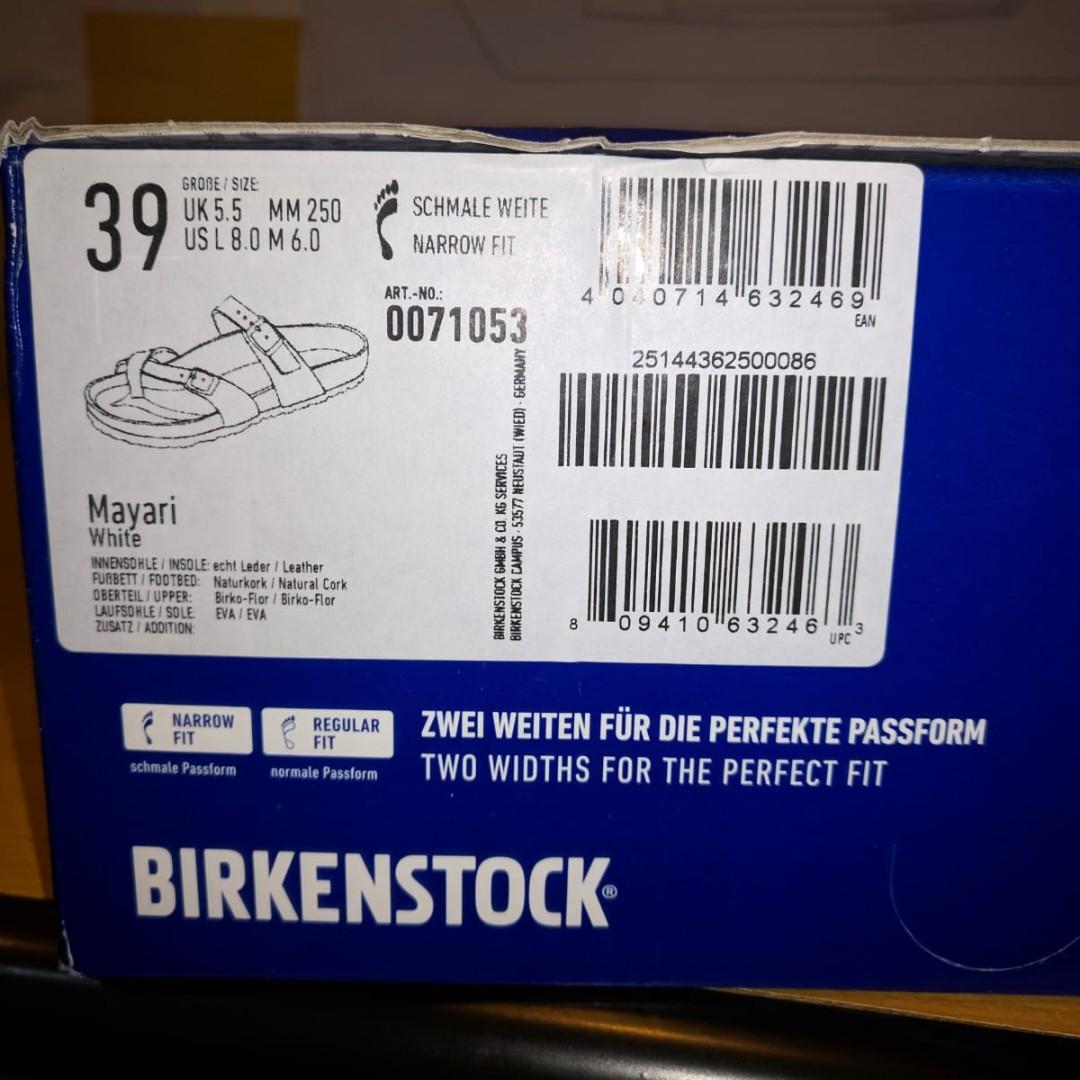 39
GRÖßE / SIZE:
UK 5.5 MM 250
US L 8.0 M 6.0
SCHMALE WEITE
NARROW FIT
ART.-NO.:
0071053
4 040714 632469
EAN
25144362500086
8 09410 63246 3
UPC
Mayari
White
INNENSOHLE / INSOLE: echt Leder / Leather
FUßBETT / FOOTBED: Naturkork / Natural Cork
OBERTEIL / UPPER: Birko-Flor / Birko-Flor
LAUFSOHLE / SOLE: EVA / EVA
ZUSATZ / ADDITION:
BIRKENSTOCK GMBH & CO. KG SERVICES
BIRKENSTOCK CAMPUS · 53577 NEUSTADT (WIED) · GERMANY
NARROW FIT
schmale Passform
REGULAR FIT
normale Passform
ZWEI WEITEN FÜR DIE PERFEKTE PASSFORM
TWO WIDTHS FOR THE PERFECT FIT
BIRKENSTOCK®